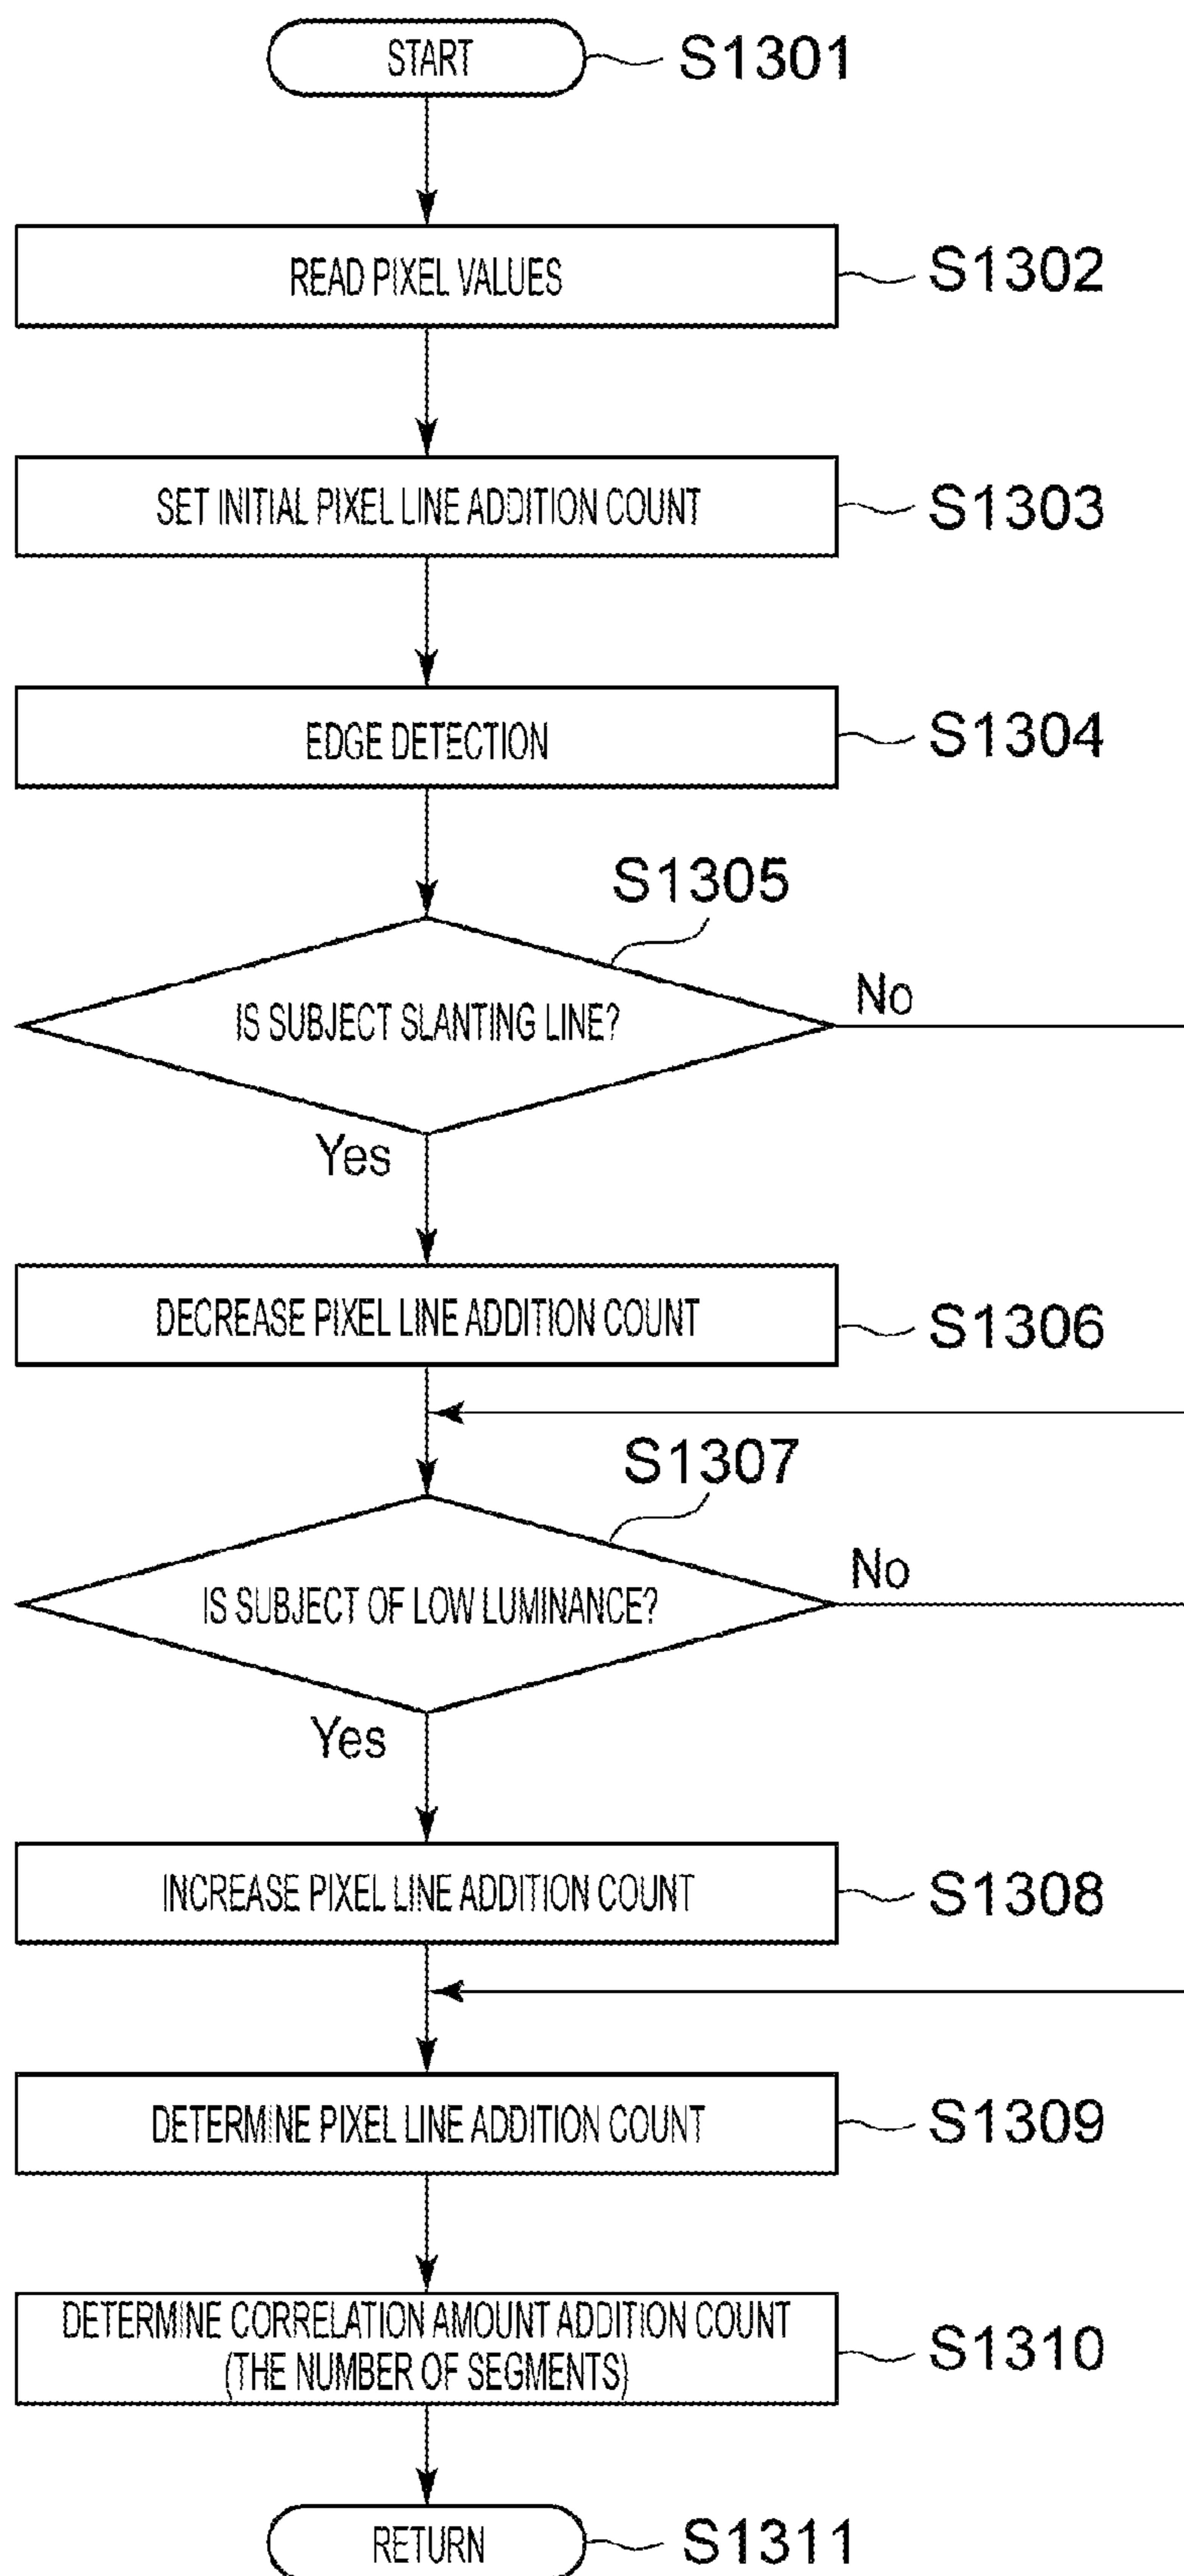 START
S1301
READ PIXEL VALUES
S1302
SET INITIAL PIXEL LINE ADDITION COUNT
S1303
EDGE DETECTION
S1304
S1305
IS SUBJECT SLANTING LINE?
No
Yes
DECREASE PIXEL LINE ADDITION COUNT
S1306
S1307
IS SUBJECT OF LOW LUMINANCE?
No
Yes
INCREASE PIXEL LINE ADDITION COUNT
S1308
DETERMINE PIXEL LINE ADDITION COUNT
S1309
DETERMINE CORRELATION AMOUNT ADDITION COUNT
(THE NUMBER OF SEGMENTS)
S1310
RETURN
S1311